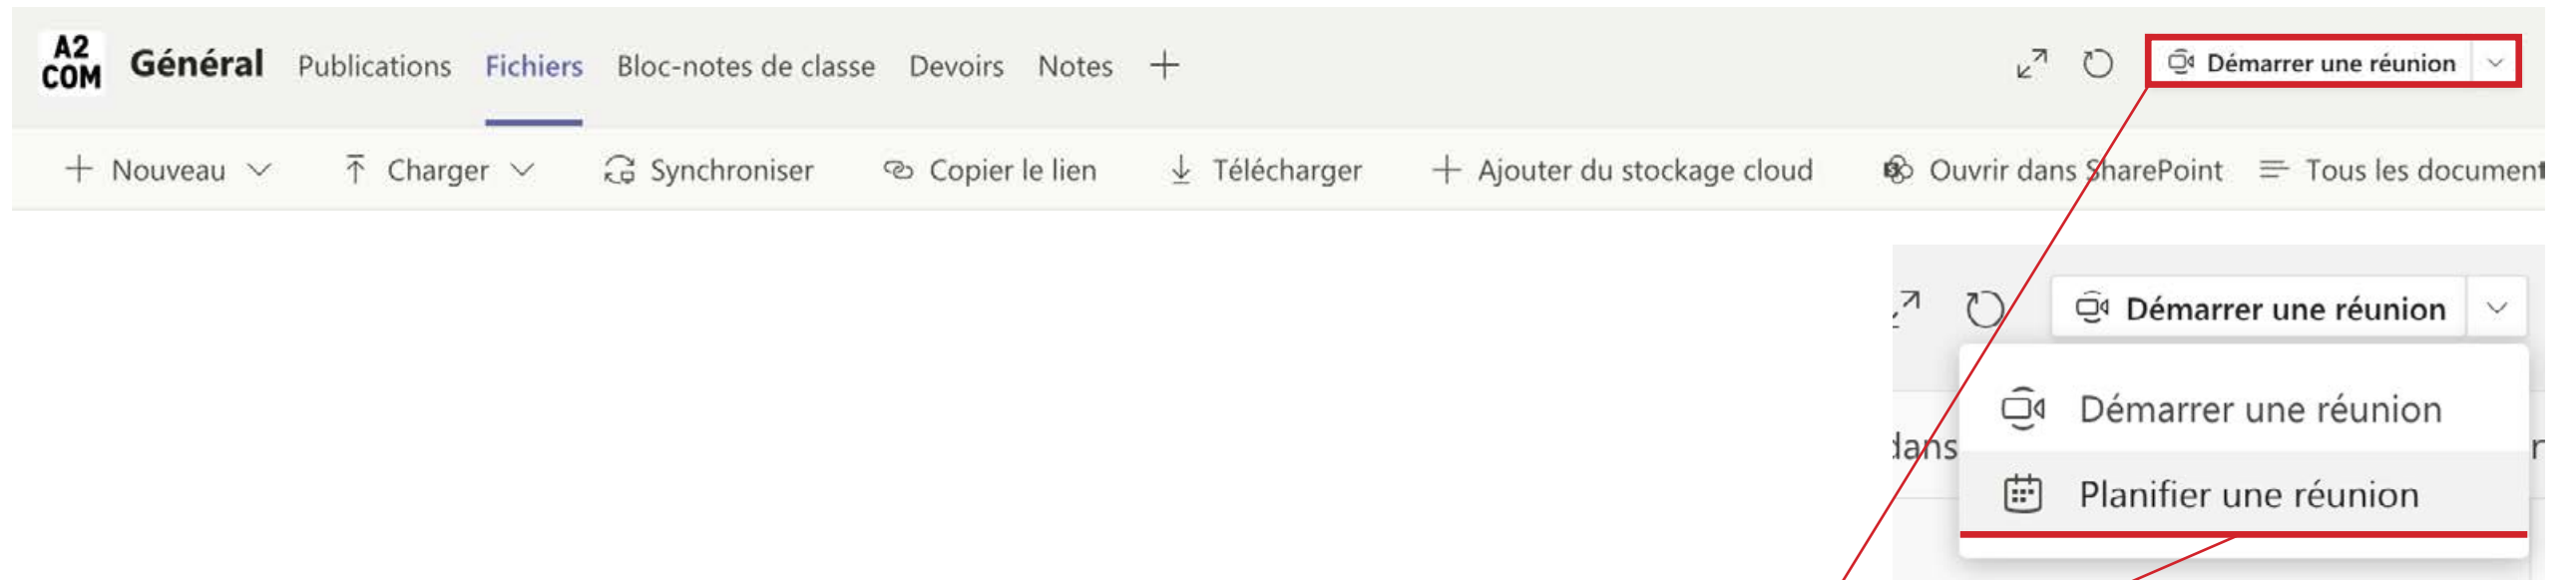 A2
COM
Général Publications Fichiers Bloc-notes de classe Devoirs Notes
Démarrer une réunion
Nouveau Charger Synchroniser Copier le lien Télécharger Ajouter du stockage cloud Ouvrir dans SharePoint Tous les document
Démarrer une réunion
Démarrer une réunion
dans
Planifier une réunion